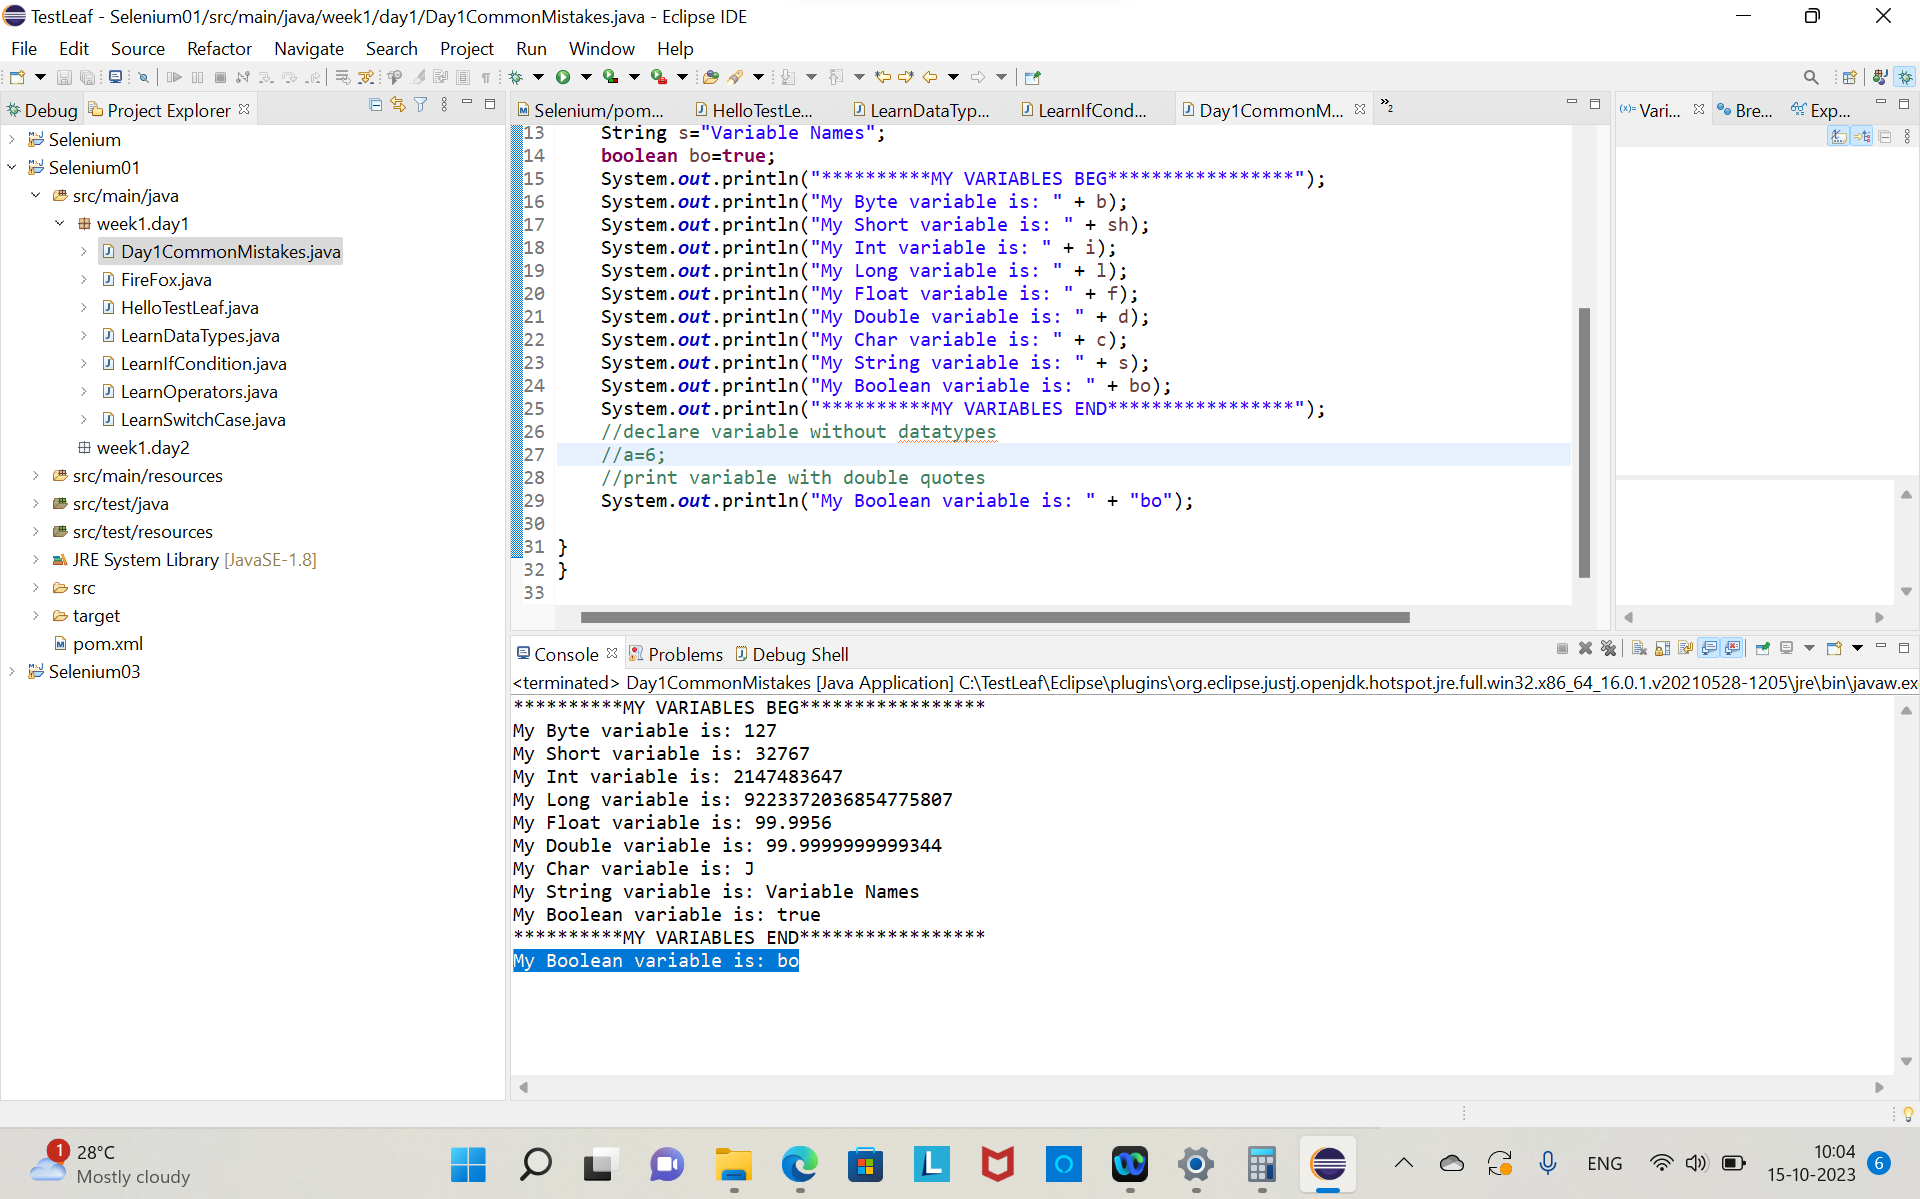 TestLeaf - Selenium01/src/main/java/week1/day1/Day1CommonMistakes.java - Eclipse IDE
File Edit Source Refactor Navigate Search Project Run Window Help
Debug Project Explorer
Selenium
Selenium01
src/main/java
week1.day1
Day1CommonMistakes.java
FireFox.java
HelloTestLeaf.java
LearnDataTypes.java
LearnIfCondition.java
LearnOperators.java
LearnSwitchCase.java
week1.day2
src/main/resources
src/test/java
src/test/resources
JRE System Library [JavaSE-1.8]
src
target
pom.xml
Selenium03
Selenium/pom... HelloTestLe... LearnDataTyp... LearnIfCond... Day1CommonM... »2
13 String s="Variable Names";
14 boolean bo=true;
15 System.out.println("**********MY VARIABLES BEG*****************");
16 System.out.println("My Byte variable is: " + b);
17 System.out.println("My Short variable is: " + sh);
18 System.out.println("My Int variable is: " + i);
19 System.out.println("My Long variable is: " + l);
20 System.out.println("My Float variable is: " + f);
21 System.out.println("My Double variable is: " + d);
22 System.out.println("My Char variable is: " + c);
23 System.out.println("My String variable is: " + s);
24 System.out.println("My Boolean variable is: " + bo);
25 System.out.println("**********MY VARIABLES END*****************");
26 //declare variable without datatypes
27 //a=6;
28 //print variable with double quotes
29 System.out.println("My Boolean variable is: " + "bo");
30
31 }
32 }
33
(x)= Vari... Bre... Exp...
Console Problems Debug Shell
<terminated> Day1CommonMistakes [Java Application] C:\TestLeaf\Eclipse\plugins\org.eclipse.justj.openjdk.hotspot.jre.full.win32.x86_64_16.0.1.v20210528-1205\jre\bin\javaw.ex
**********MY VARIABLES BEG*****************
My Byte variable is: 127
My Short variable is: 32767
My Int variable is: 2147483647
My Long variable is: 9223372036854775807
My Float variable is: 99.9956
My Double variable is: 99.9999999999344
My Char variable is: J
My String variable is: Variable Names
My Boolean variable is: true
**********MY VARIABLES END*****************
My Boolean variable is: bo
1
28°C
Mostly cloudy
L
ENG
10:04
15-10-2023
6